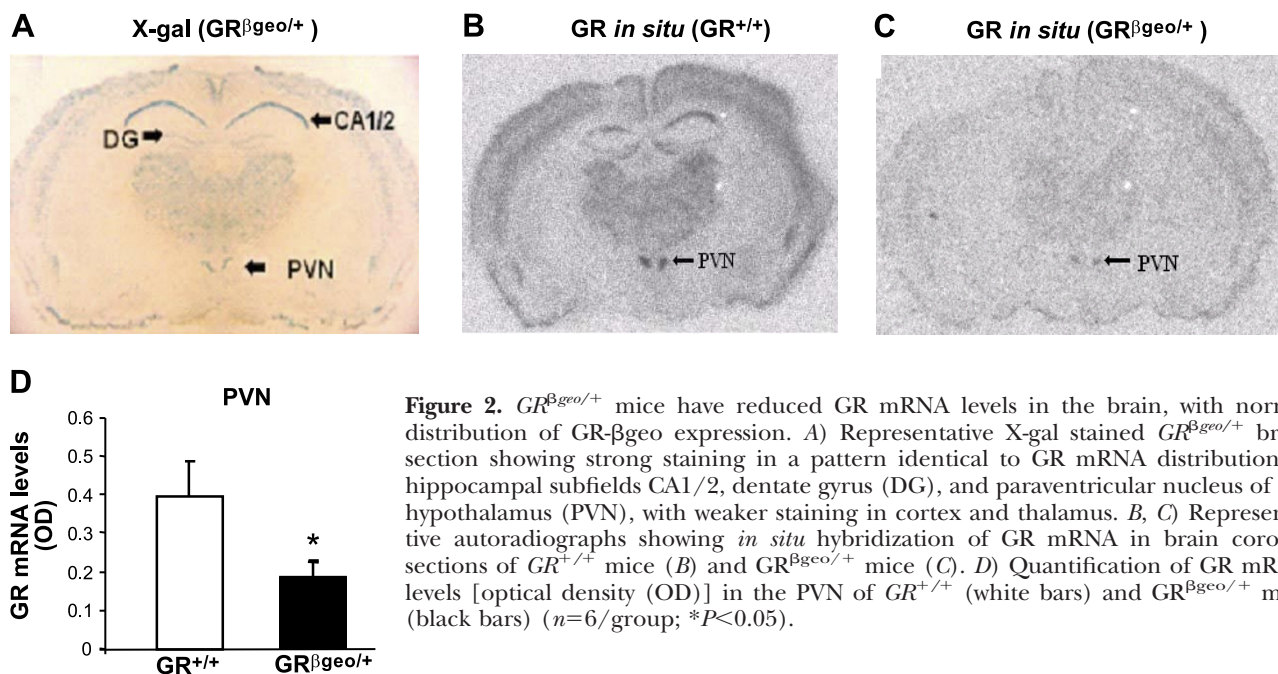 A X-gal (GRβgeo/+ )
B GR in situ (GR+/+)
C GR in situ (GRβgeo/+ )
DG
CA1/2
PVN
PVN
PVN
D
PVN
GR mRNA levels
(OD)
0.6
0.5
0.4
0.3
0.2
0.1
0
*
GR+/+
GRβgeo/+
Figure 2. GRβgeo/+ mice have reduced GR mRNA levels in the brain, with norm
distribution of GR-βgeo expression. A) Representative X-gal stained GRβgeo/+ br
section showing strong staining in a pattern identical to GR mRNA distribution
hippocampal subfields CA1/2, dentate gyrus (DG), and paraventricular nucleus of
hypothalamus (PVN), with weaker staining in cortex and thalamus. B, C) Represen
tive autoradiographs showing in situ hybridization of GR mRNA in brain coro
sections of GR+/+ mice (B) and GRβgeo/+ mice (C). D) Quantification of GR mR
levels [optical density (OD)] in the PVN of GR+/+ (white bars) and GRβgeo/+ m
(black bars) (n=6/group; *P<0.05).